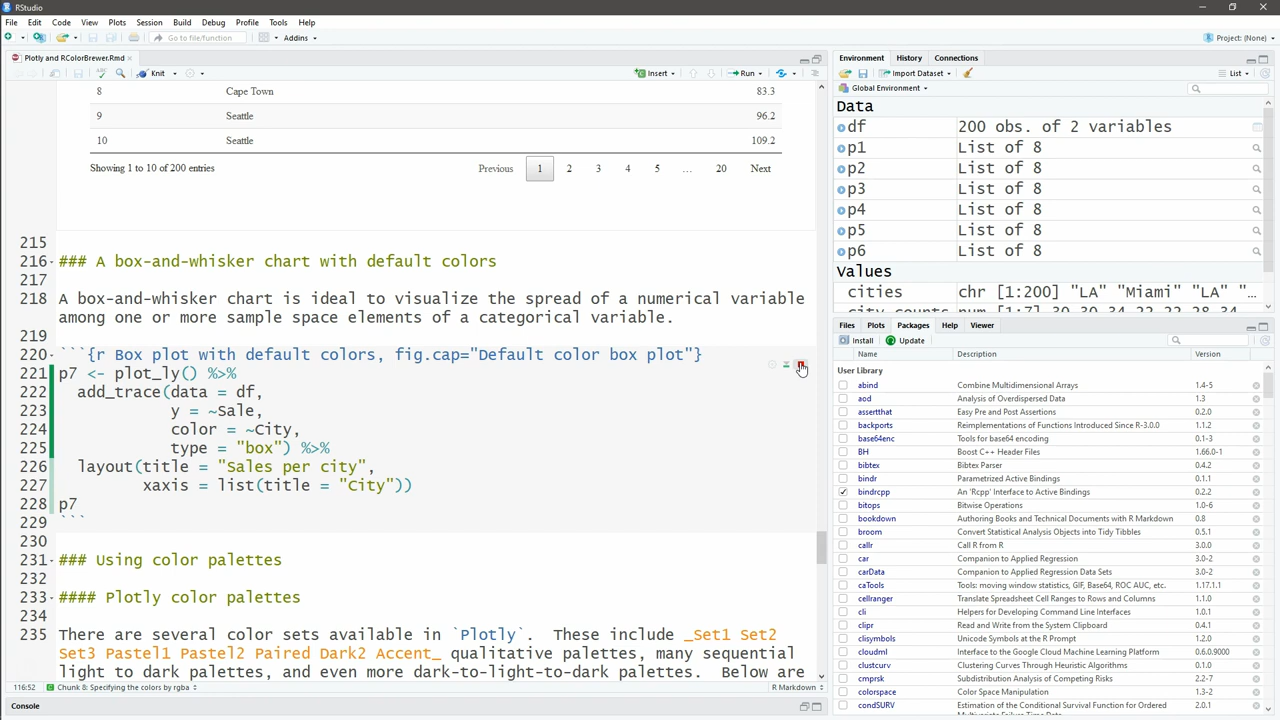 RStudio
File Edit Code View Plots Session Build Debug Profile Tools Help
Go to file/function Addins Project: (None)
Plotly and RColorBrewer.Rmd
Knit Insert Run
8 Cape Town 83.3
9 Seattle 96.2
10 Seattle 109.2
Showing 1 to 10 of 200 entries Previous 1 2 3 4 5 … 20 Next
215
216 ### A box-and-whisker chart with default colors
217
218 A box-and-whisker chart is ideal to visualize the spread of a numerical variable
among one or more sample space elements of a categorical variable.
219
220 ```{r Box plot with default colors, fig.cap="Default color box plot"}
221 p7 <- plot_ly() %>%
222 add_trace(data = df,
223 y = ~Sale,
224 color = ~City,
225 type = "box") %>%
226 layout(title = "Sales per city",
227 xaxis = list(title = "City"))
228 p7
229 ```
230
231 ### Using color palettes
232
233 #### Plotly color palettes
234
235 There are several color sets available in `Plotly`.  These include _Set1 Set2
Set3 Pastel1 Pastel2 Paired Dark2 Accent_ qualitative palettes, many sequential
light to dark palettes, and even more dark-to-light-to-dark palettes.  Below are
116:52 Chunk 8: Specifying the colors by rgba R Markdown
Console
Environment History Connections
Import Dataset List
Global Environment
Data
df 200 obs. of 2 variables
p1 List of 8
p2 List of 8
p3 List of 8
p4 List of 8
p5 List of 8
p6 List of 8
Values
cities chr [1:200] "LA" "Miami" "LA" "…
city_counts num [1:7] 30 30 34 22 22 28 34
Files Plots Packages Help Viewer
Install Update
Name Description Version
User Library
abind Combine Multidimensional Arrays 1.4-5
aod Analysis of Overdispersed Data 1.3
assertthat Easy Pre and Post Assertions 0.2.0
backports Reimplementations of Functions Introduced Since R-3.0.0 1.1.2
base64enc Tools for base64 encoding 0.1-3
BH Boost C++ Header Files 1.66.0-1
bibtex Bibtex Parser 0.4.2
bindr Parametrized Active Bindings 0.1.1
bindrcpp An 'Rcpp' Interface to Active Bindings 0.2.2
bitops Bitwise Operations 1.0-6
bookdown Authoring Books and Technical Documents with R Markdown 0.8
broom Convert Statistical Analysis Objects into Tidy Tibbles 0.5.1
callr Call R from R 3.0.0
car Companion to Applied Regression 3.0-2
carData Companion to Applied Regression Data Sets 3.0-2
caTools Tools: moving window statistics, GIF, Base64, ROC AUC, etc. 1.17.1.1
cellranger Translate Spreadsheet Cell Ranges to Rows and Columns 1.1.0
cli Helpers for Developing Command Line Interfaces 1.0.1
clipr Read and Write from the System Clipboard 0.4.1
clisymbols Unicode Symbols at the R Prompt 1.2.0
cloudml Interface to the Google Cloud Machine Learning Platform 0.6.0.9000
clustcurv Clustering Curves Through Heuristic Algorithms 0.1.0
cmprsk Subdistribution Analysis of Competing Risks 2.2-7
colorspace Color Space Manipulation 1.3-2
condSURV Estimation of the Conditional Survival Function for Ordered 2.0.1